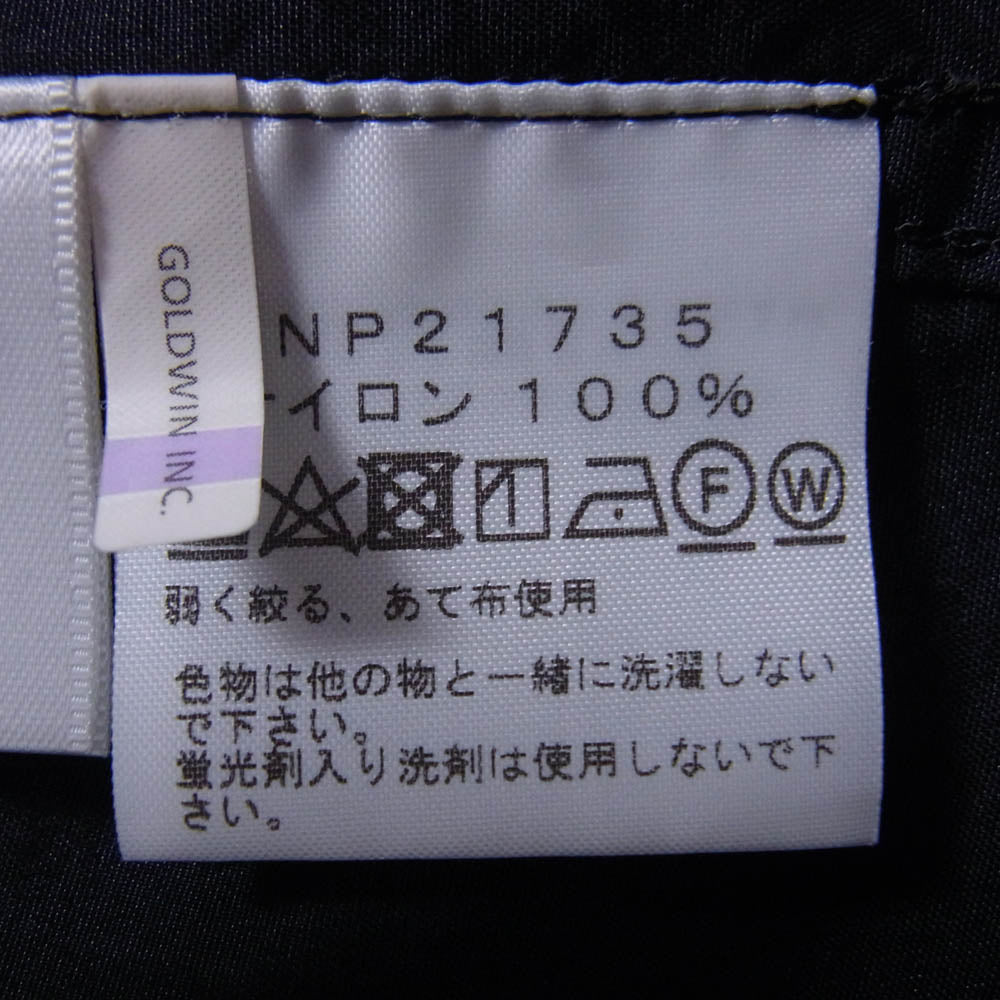 GOLDWIN INC.
NP21735
イロン 100%
F W
弱く絞る、あて布使用
色物は他の物と一緒に洗濯しない
で下さい。
蛍光剤入り洗剤は使用しないで下
さい。